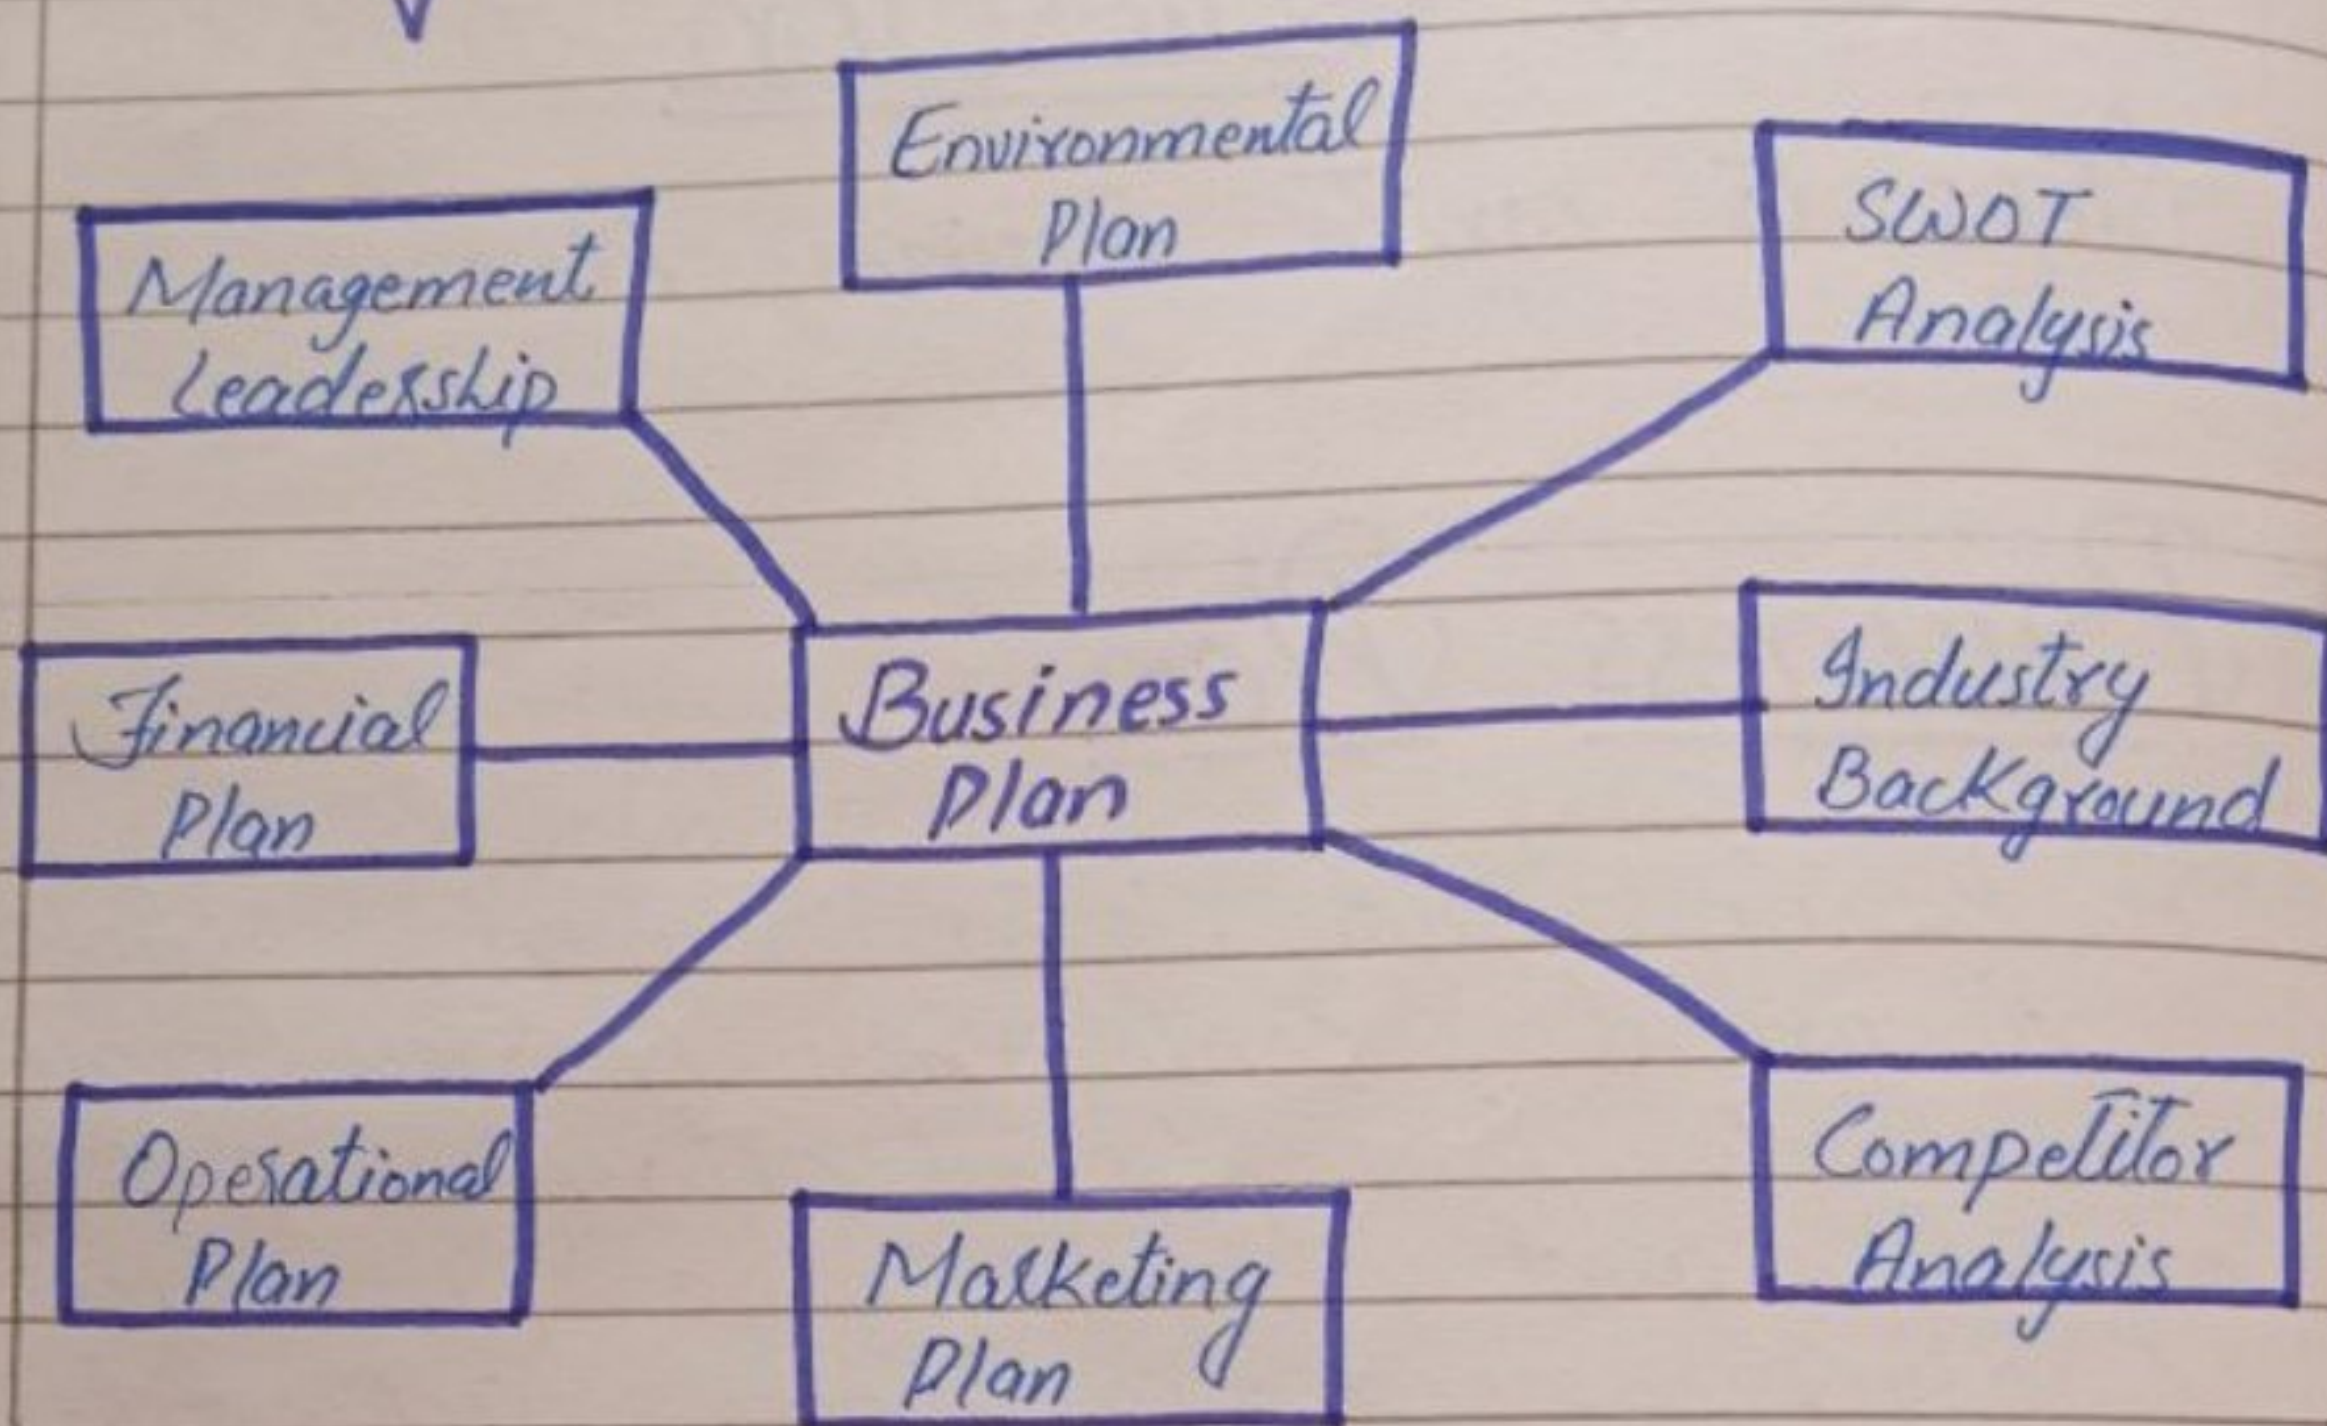 Environmental
Plan
SWOT
Analysis
Management
Leadership
Industry
Background
Business
Plan
Financial
Plan
Competitor
Analysis
Operational
Plan
Marketing
Plan